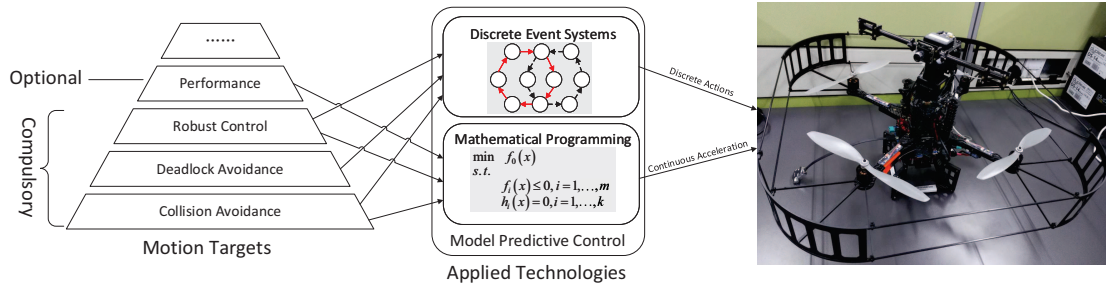 ......
Optional
Performance
Compulsory
Robust Control
Deadlock Avoidance
Collision Avoidance
Motion Targets
Discrete Event Systems
Mathematical Programming
min f₀(x)
s.t.
fᵢ(x) ≤ 0, i = 1,...,m
hᵢ(x) = 0, i = 1,...,k
Model Predictive Control
Applied Technologies
Discrete Actions
Continuous Acceleration